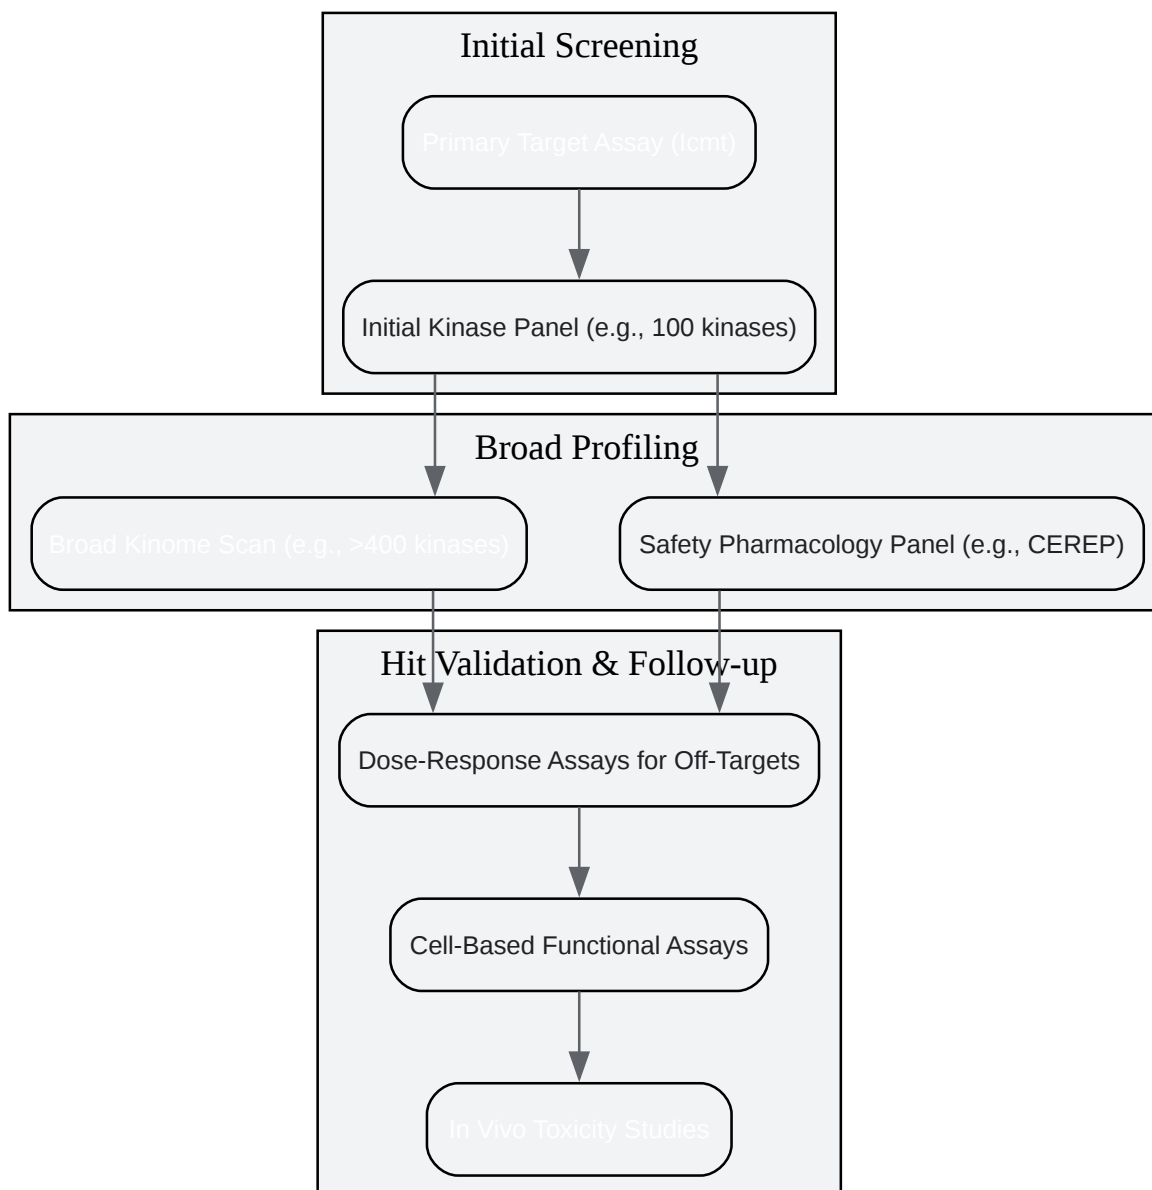 Initial Screening
Primary Target Assay (Icmt)
Initial Kinase Panel (e.g., 100 kinases)
Broad Profiling
Broad Kinome Scan (e.g., >400 kinases)
Safety Pharmacology Panel (e.g., CEREP)
Hit Validation & Follow-up
Dose-Response Assays for Off-Targets
Cell-Based Functional Assays
In Vivo Toxicity Studies